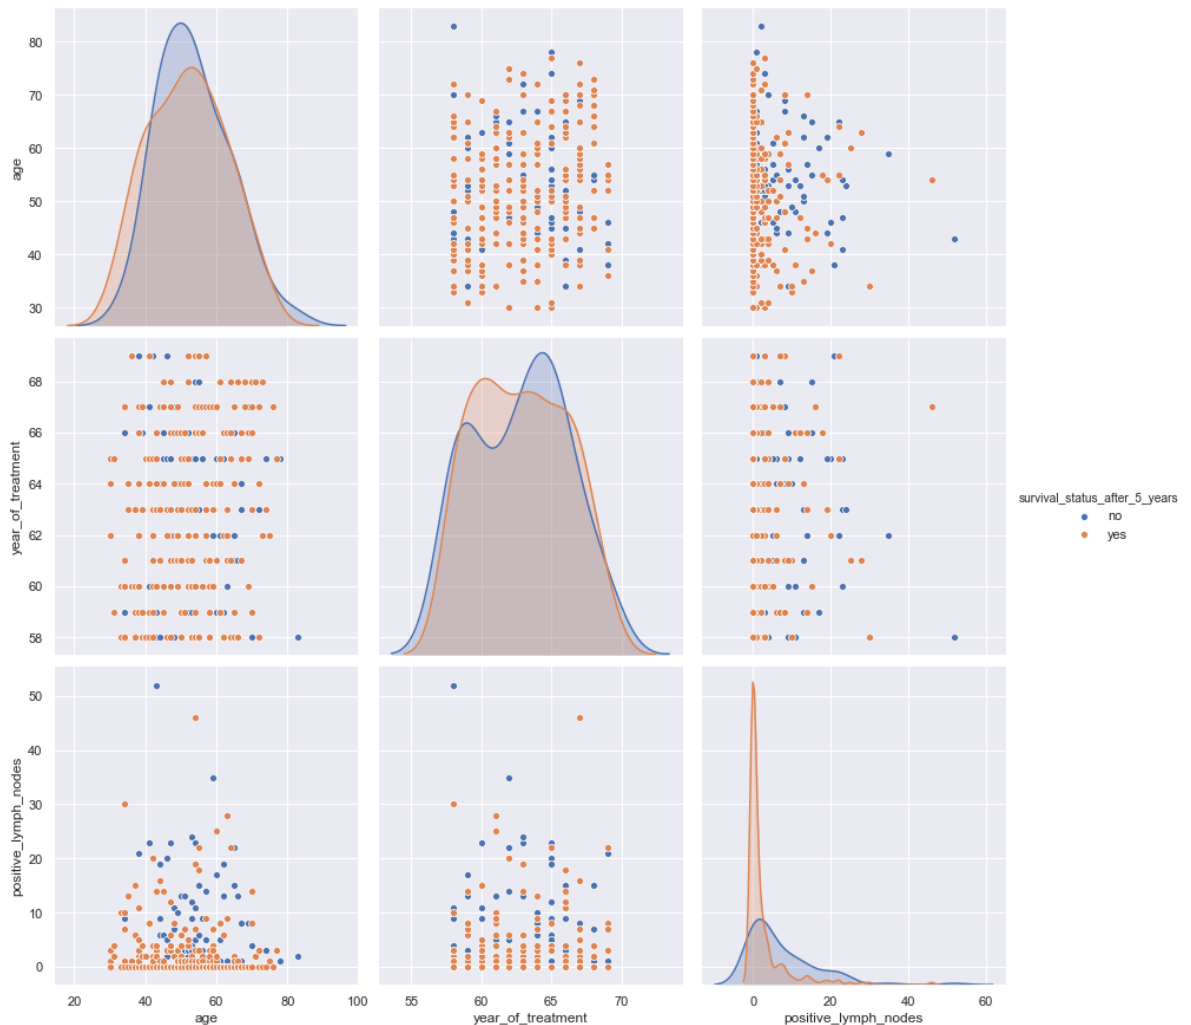 80
70
60
50
40
30
age
68
66
64
62
60
58
year_of_treatment
survival_status_after_5_years
no
yes
50
40
30
20
10
0
positive_lymph_nodes
20 40 60 80 100 55 60 65 70 0 20 40 60
age year_of_treatment positive_lymph_nodes